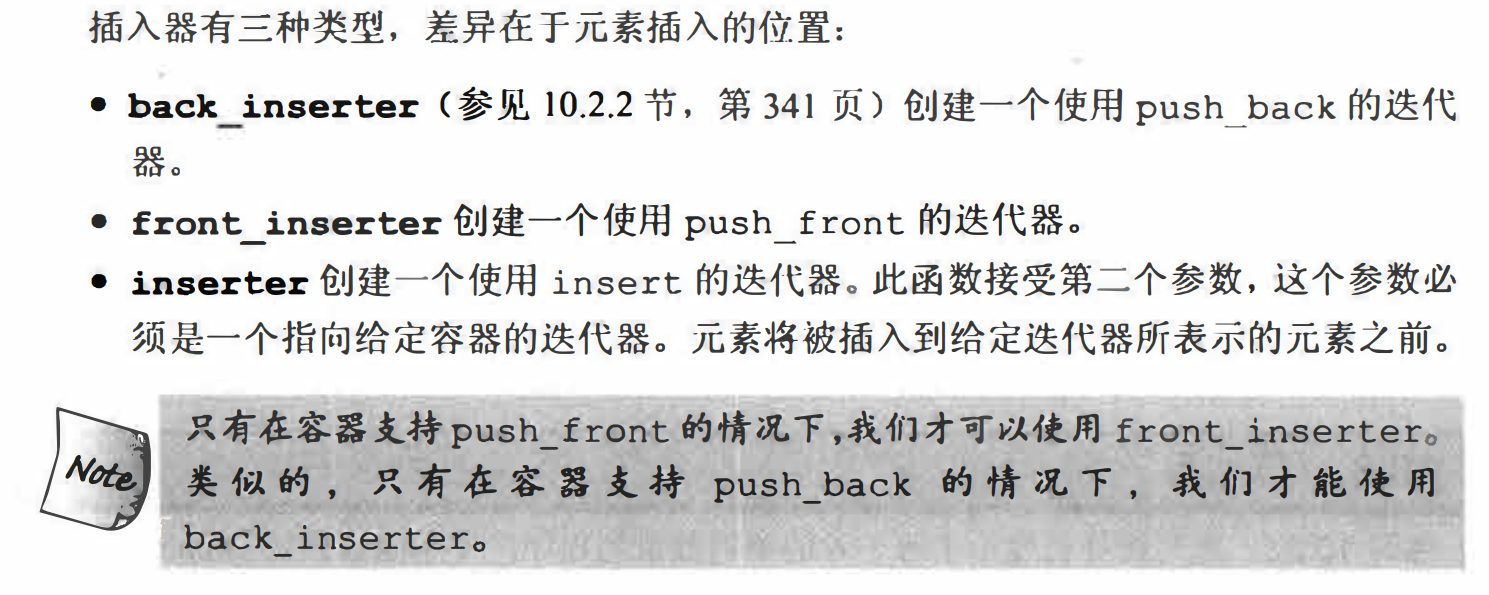 插入器有三种类型，差异在于元素插入的位置：
• back_inserter（参见 10.2.2 节，第 341 页）创建一个使用 push_back 的迭代
器。
• front_inserter 创建一个使用 push_front 的迭代器。
• inserter 创建一个使用 insert 的迭代器。此函数接受第二个参数，这个参数必
须是一个指向给定容器的迭代器。元素将被插入到给定迭代器所表示的元素之前。
只有在容器支持 push_front 的情况下，我们才可以使用 front_inserter。
Note 类似的，只有在容器支持 push_back 的情况下，我们才能使用
back_inserter。